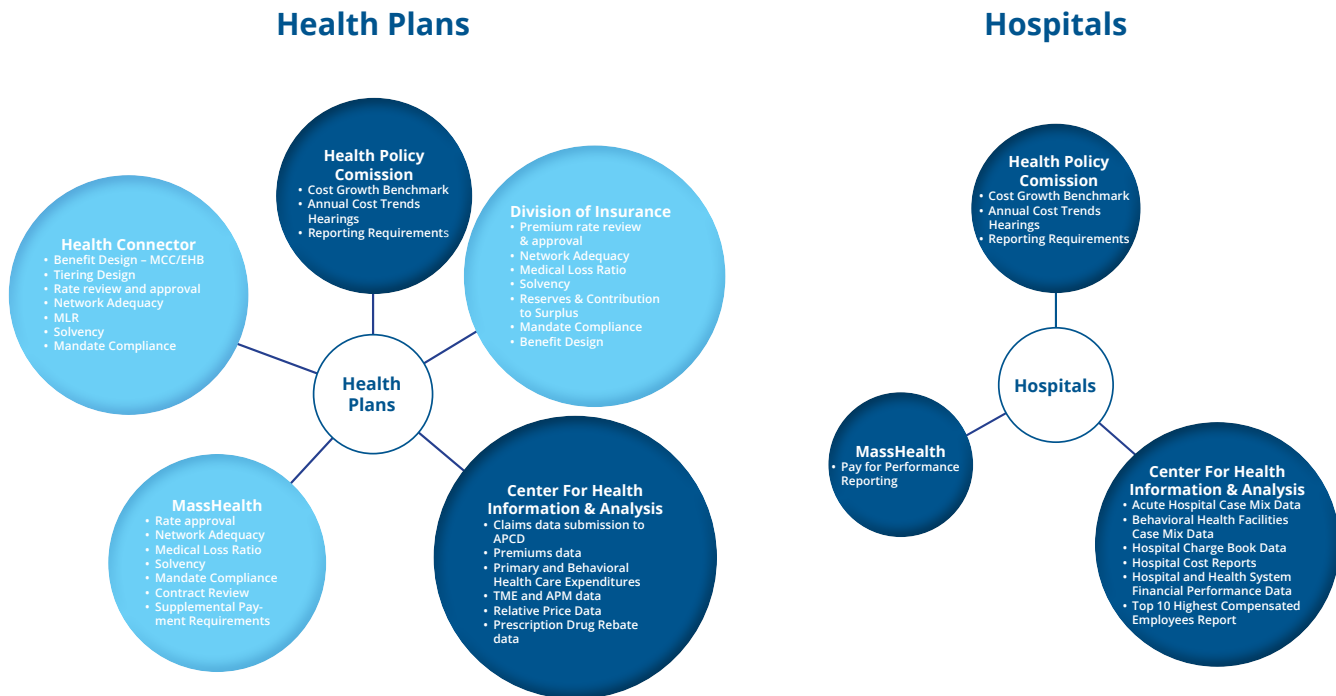 Health Plans
Health Policy
Comission
• Cost Growth Benchmark
• Annual Cost Trends
Hearings
• Reporting Requirements
Division of Insurance
• Premium rate review
& approval
• Network Adequacy
• Medical Loss Ratio
• Solvency
• Reserves & Contribution
to Surplus
• Mandate Compliance
• Benefit Design
Health Connector
• Benefit Design – MCC/EHB
• Tiering Design
• Rate review and approval
• Network Adequacy
• MLR
• Solvency
• Mandate Compliance
Health
Plans
MassHealth
• Rate approval
• Network Adequacy
• Medical Loss Ratio
• Solvency
• Mandate Compliance
• Contract Review
• Supplemental Pay-
ment Requirements
Center For Health
Information & Analysis
• Claims data submission to
APCD
• Premiums data
• Primary and Behavioral
Health Care Expenditures
• TME and APM data
• Relative Price Data
• Prescription Drug Rebate
data
Hospitals
Health Policy
Comission
• Cost Growth Benchmark
• Annual Cost Trends
Hearings
• Reporting Requirements
Hospitals
MassHealth
• Pay for Performance
Reporting
Center For Health
Information & Analysis
• Acute Hospital Case Mix Data
• Behavioral Health Facilities
Case Mix Data
• Hospital Charge Book Data
• Hospital Cost Reports
• Hospital and Health System
Financial Performance Data
• Top 10 Highest Compensated
Employees Report